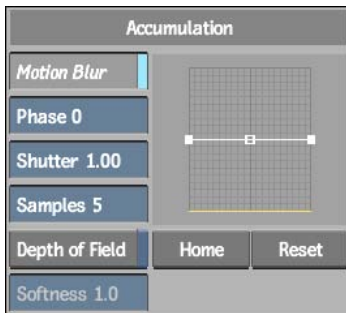 Accumulation
Motion Blur
Phase 0
Shutter 1.00
Samples 5
Depth of Field Home Reset
Softness 1.0